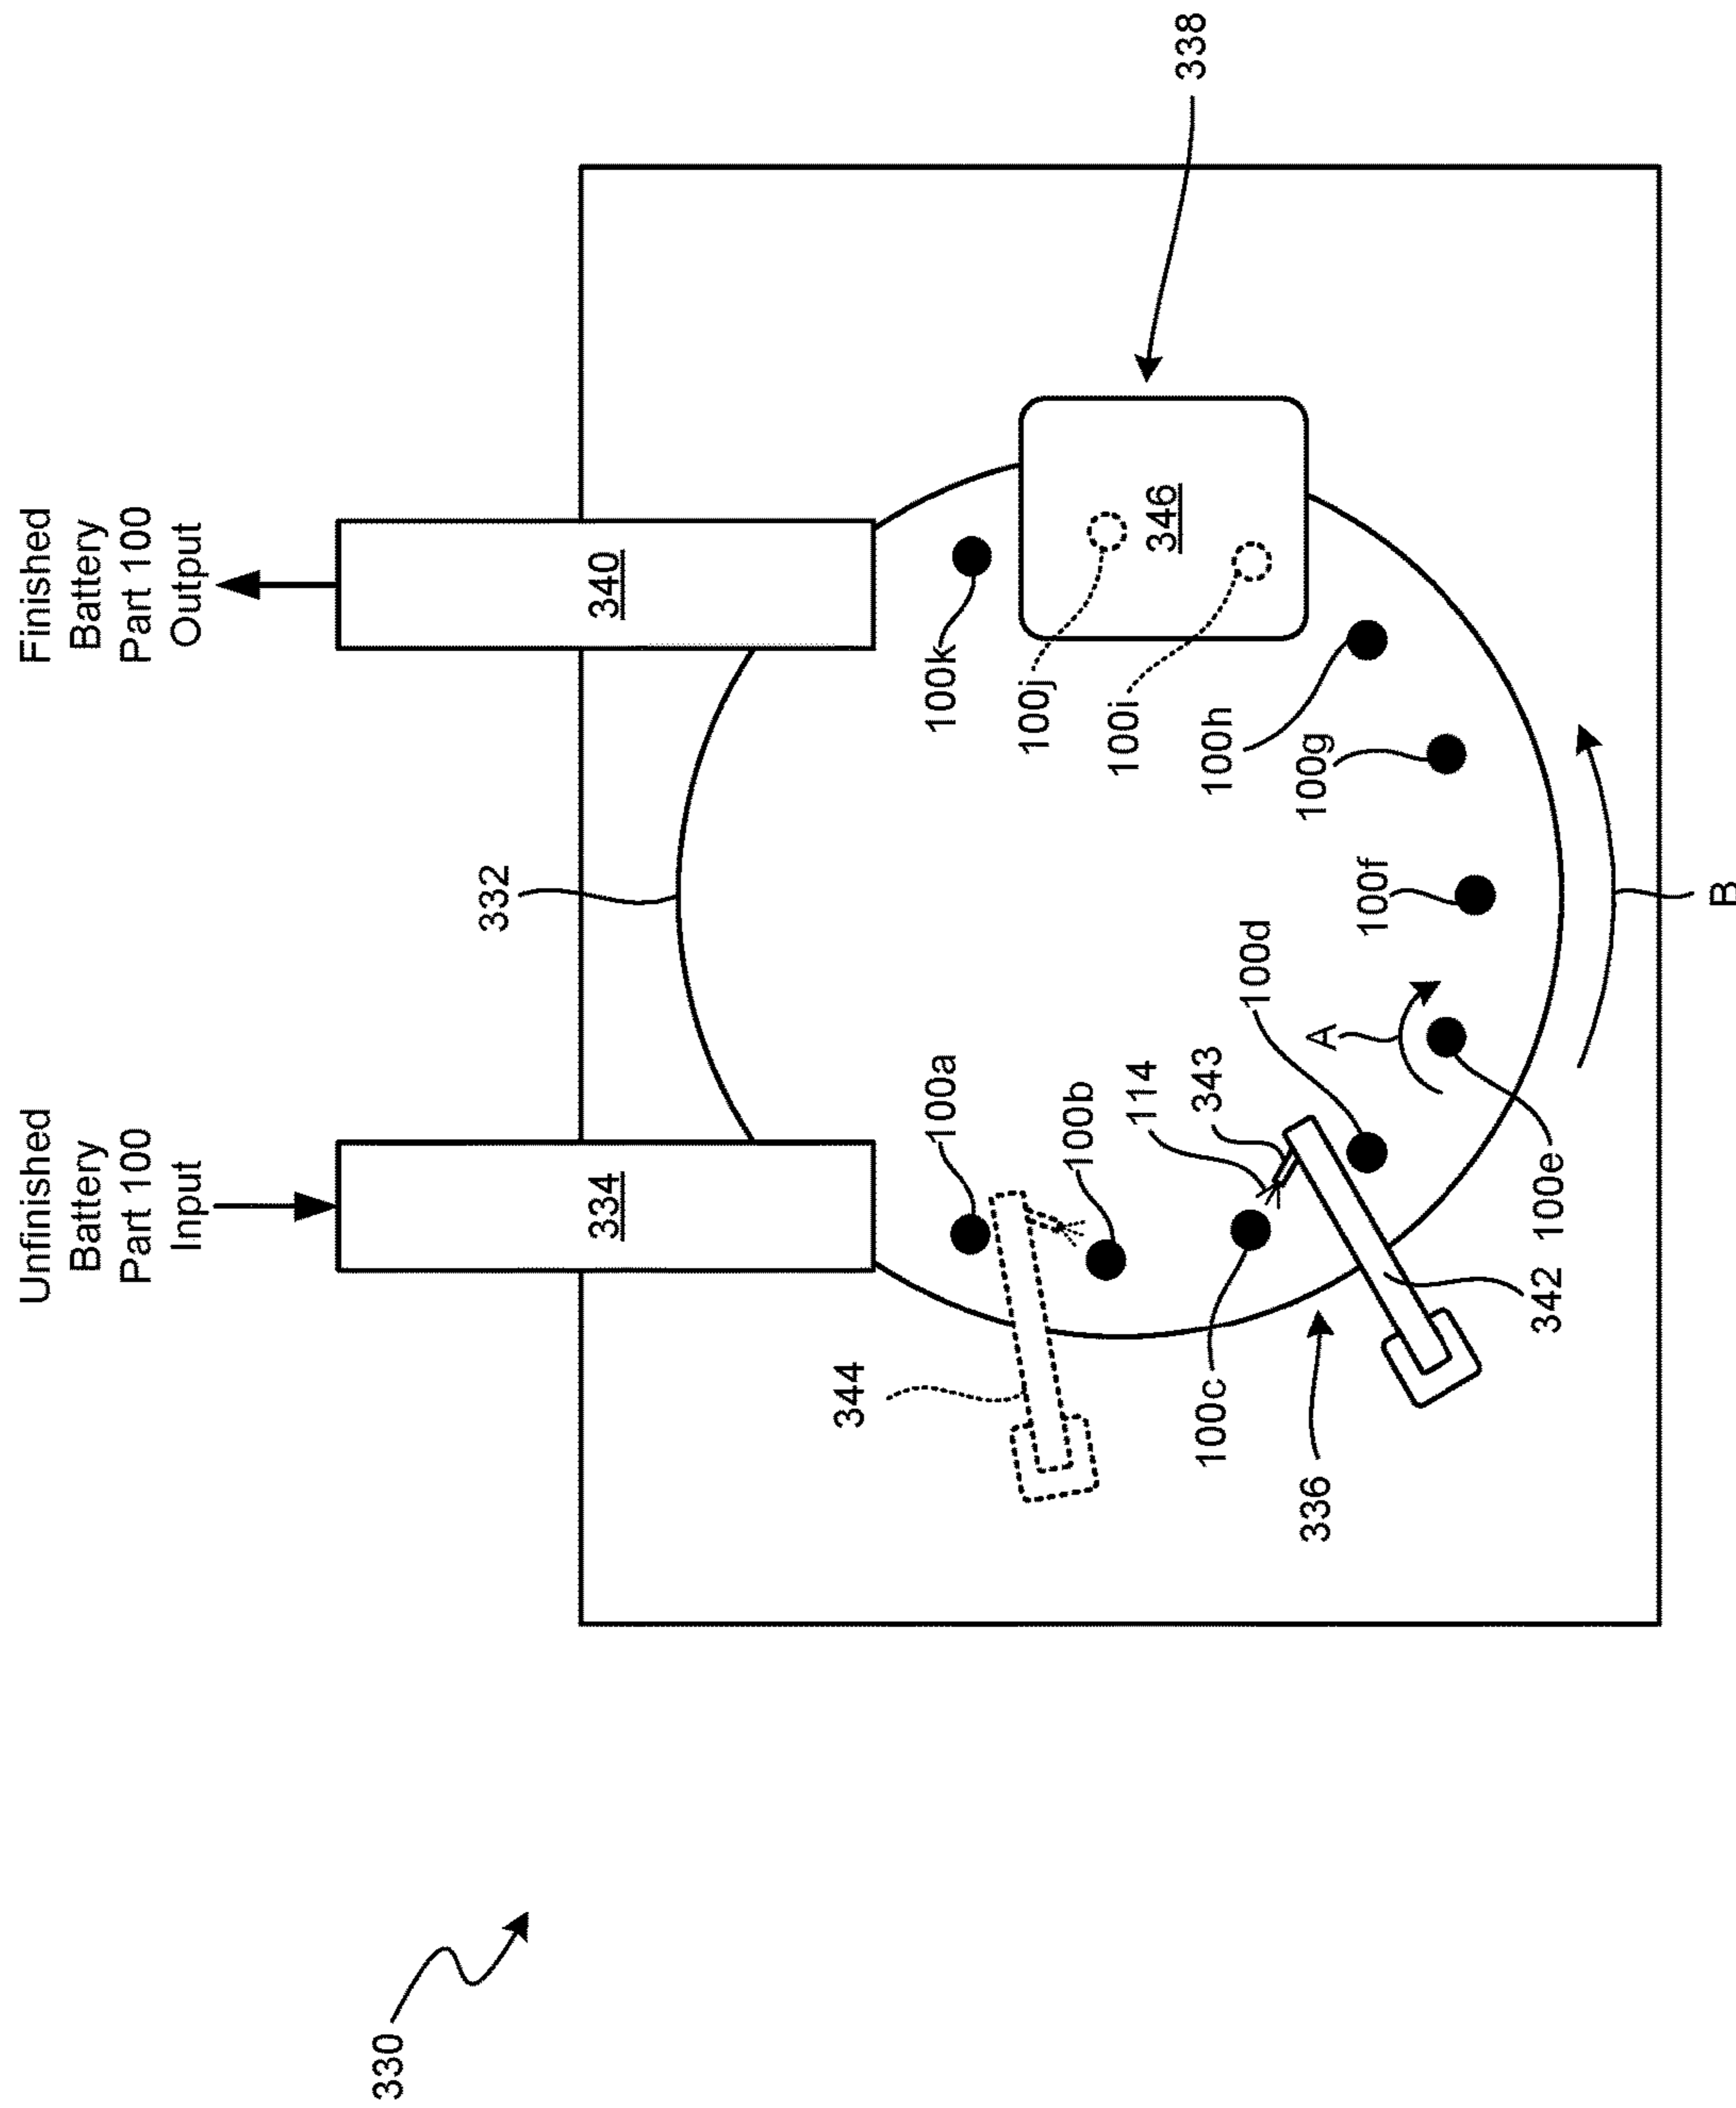 Unfinished
Battery
Part 100
Input
Finished
Battery
Part 100
Output
330
332
334
340
338
344
100a
100b
100k
100j
346
100i
114
343
100c
100d
100h
100g
336
342
100e
A
100f
B